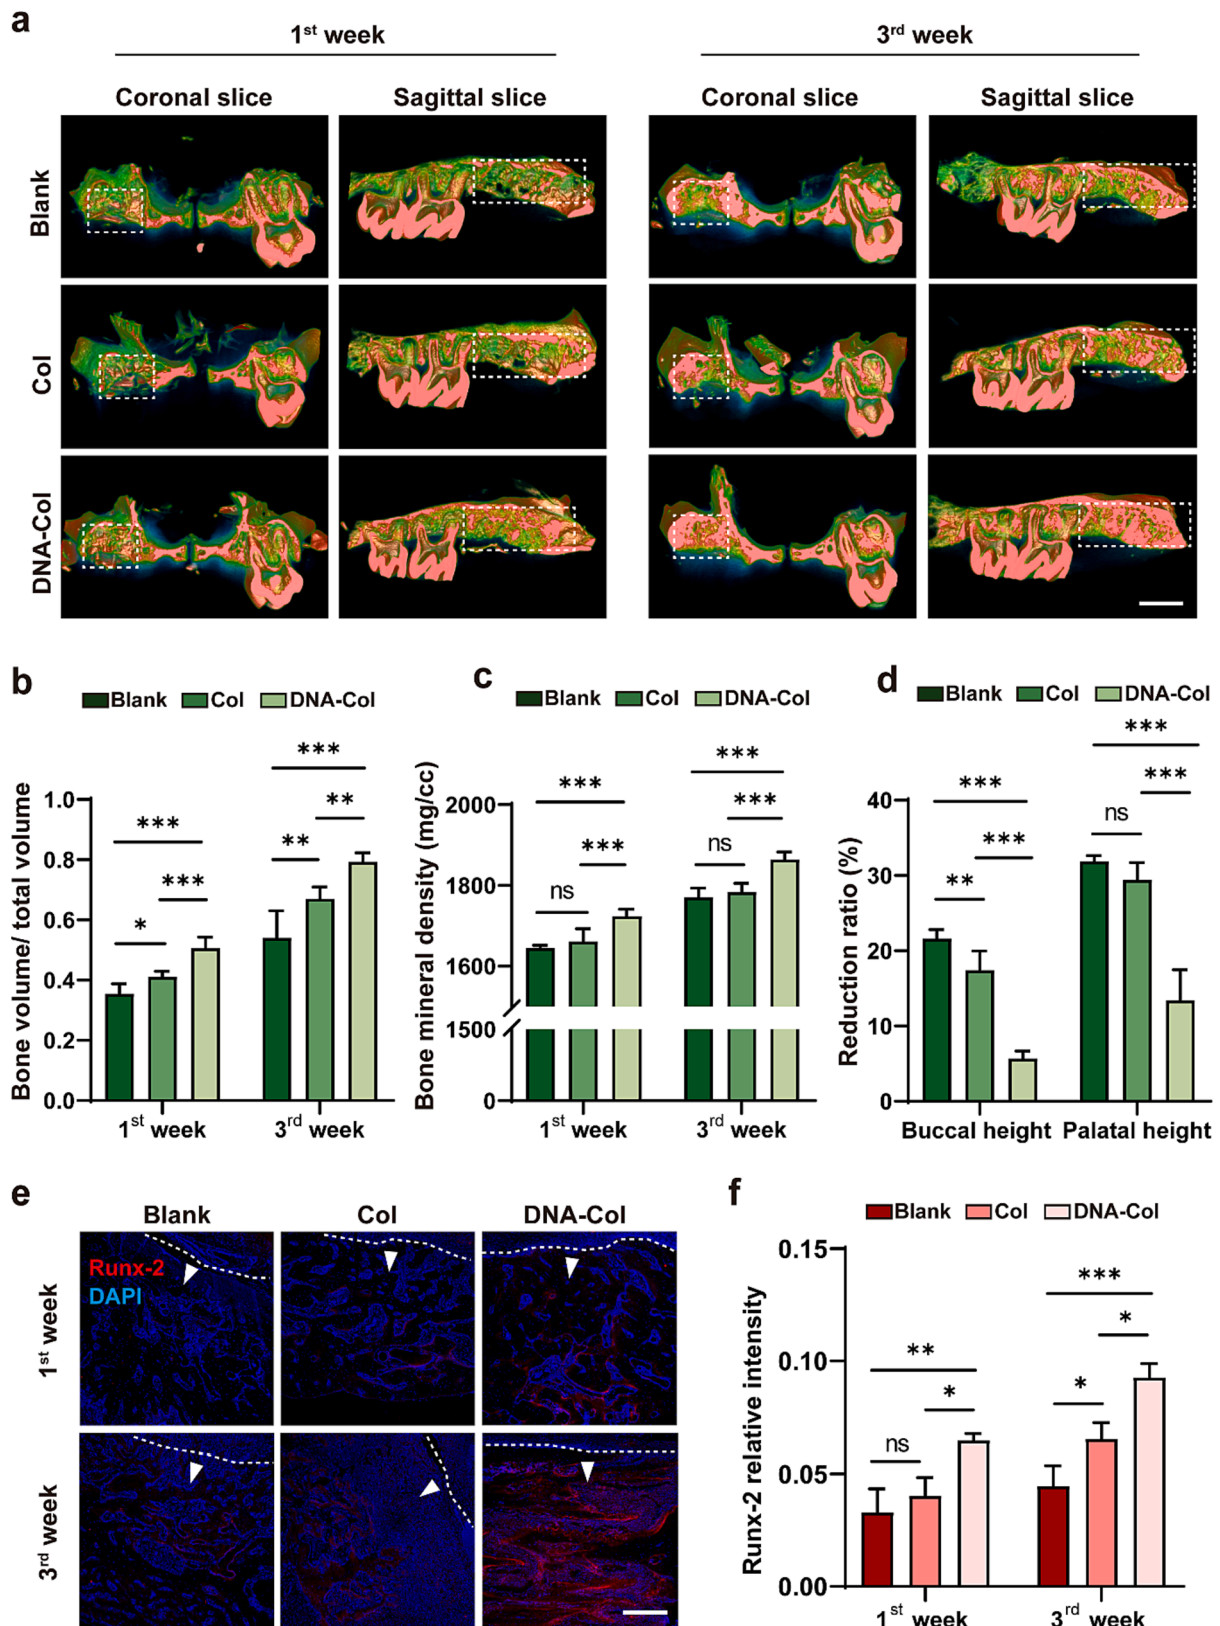 a
1st week
3rd week
Coronal slice
Sagittal slice
Coronal slice
Sagittal slice
Blank
Col
DNA-Col
b
Blank
Col
DNA-Col
Bone volume/ total volume
1.0
0.8
0.6
0.4
0.2
0.0
***
***
*
***
**
**
1st week
3rd week
c
Blank
Col
DNA-Col
Bone mineral density (mg/cc)
2000
1800
1600
1500
0
***
***
ns
***
***
ns
1st week
3rd week
d
Blank
Col
DNA-Col
Reduction ratio (%)
40
30
20
10
0
***
***
**
***
***
ns
Buccal height
Palatal height
e
Blank
Col
DNA-Col
1st week
3rd week
Runx-2
DAPI
f
Blank
Col
DNA-Col
Runx-2 relative intensity
0.15
0.10
0.05
0.00
**
*
ns
***
*
*
1st week
3rd week